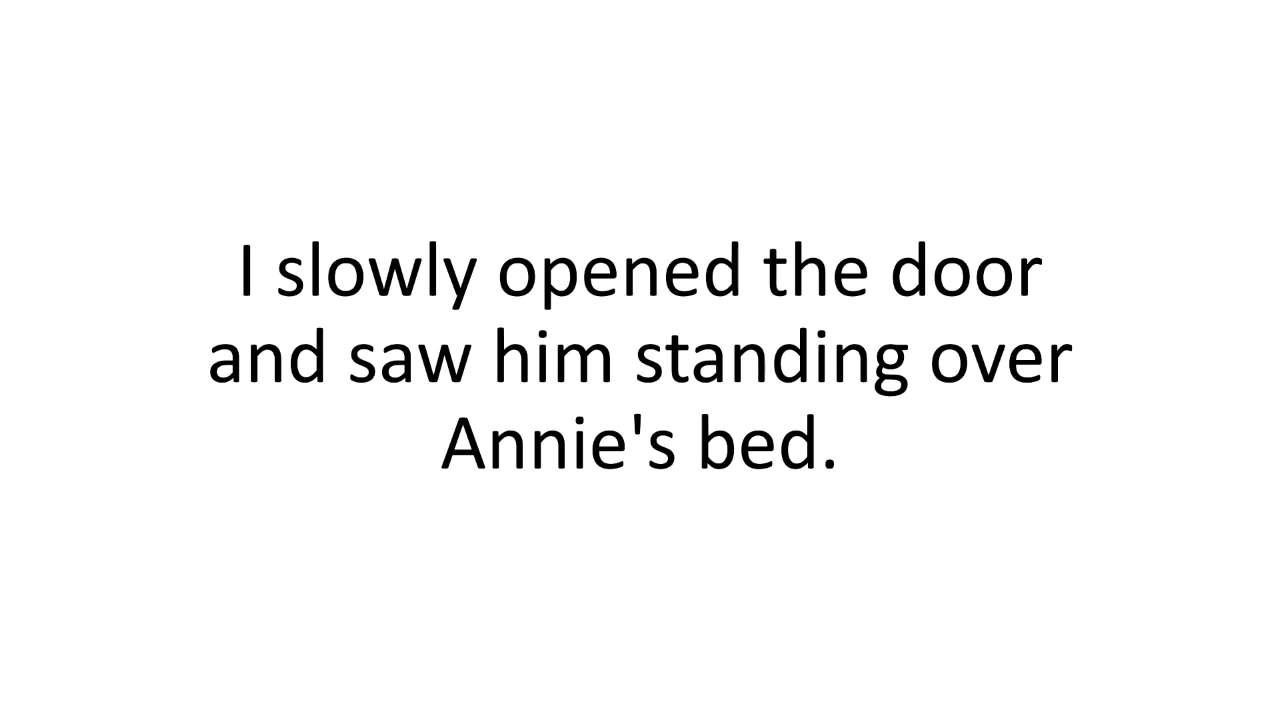 I slowly opened the door
and saw him standing over
Annie's bed.